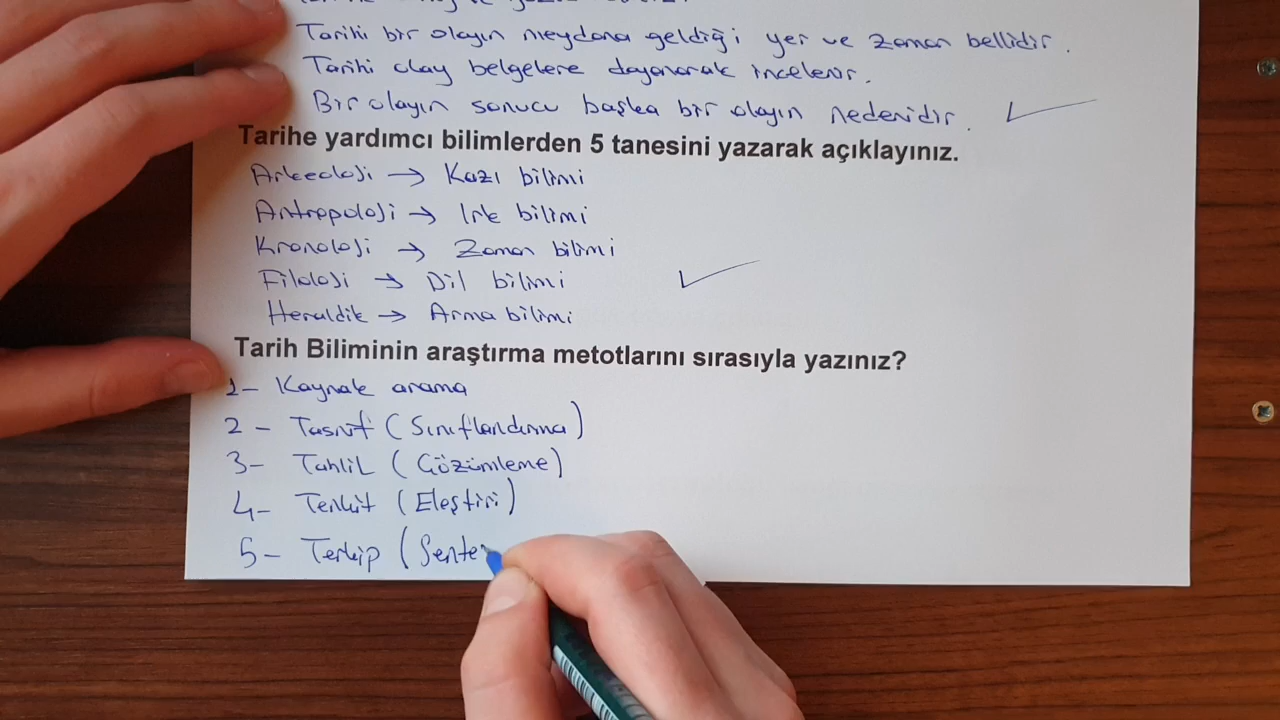 Tarihi bir olayın meydana geldiği yer ve zaman bellidir.
Tarihi olay belgelere dayanarak incelenir.
Bir olayın sonucu başka bir olayın nedenidir.
Tarihe yardımcı bilimlerden 5 tanesini yazarak açıklayınız.
Arkeoloji → Kazı bilimi
Antropoloji → Irk bilimi
Kronoloji → Zaman bilimi
Filoloji → Dil bilimi
Heraldik → Arma bilimi
Tarih Biliminin araştırma metotlarını sırasıyla yazınız?
1- Kaynak arama
2- Tasnif (Sınıflandırma)
3- Tahlil (Çözümleme)
4- Tenkit (Eleştiri)
5- Terkip (Sente